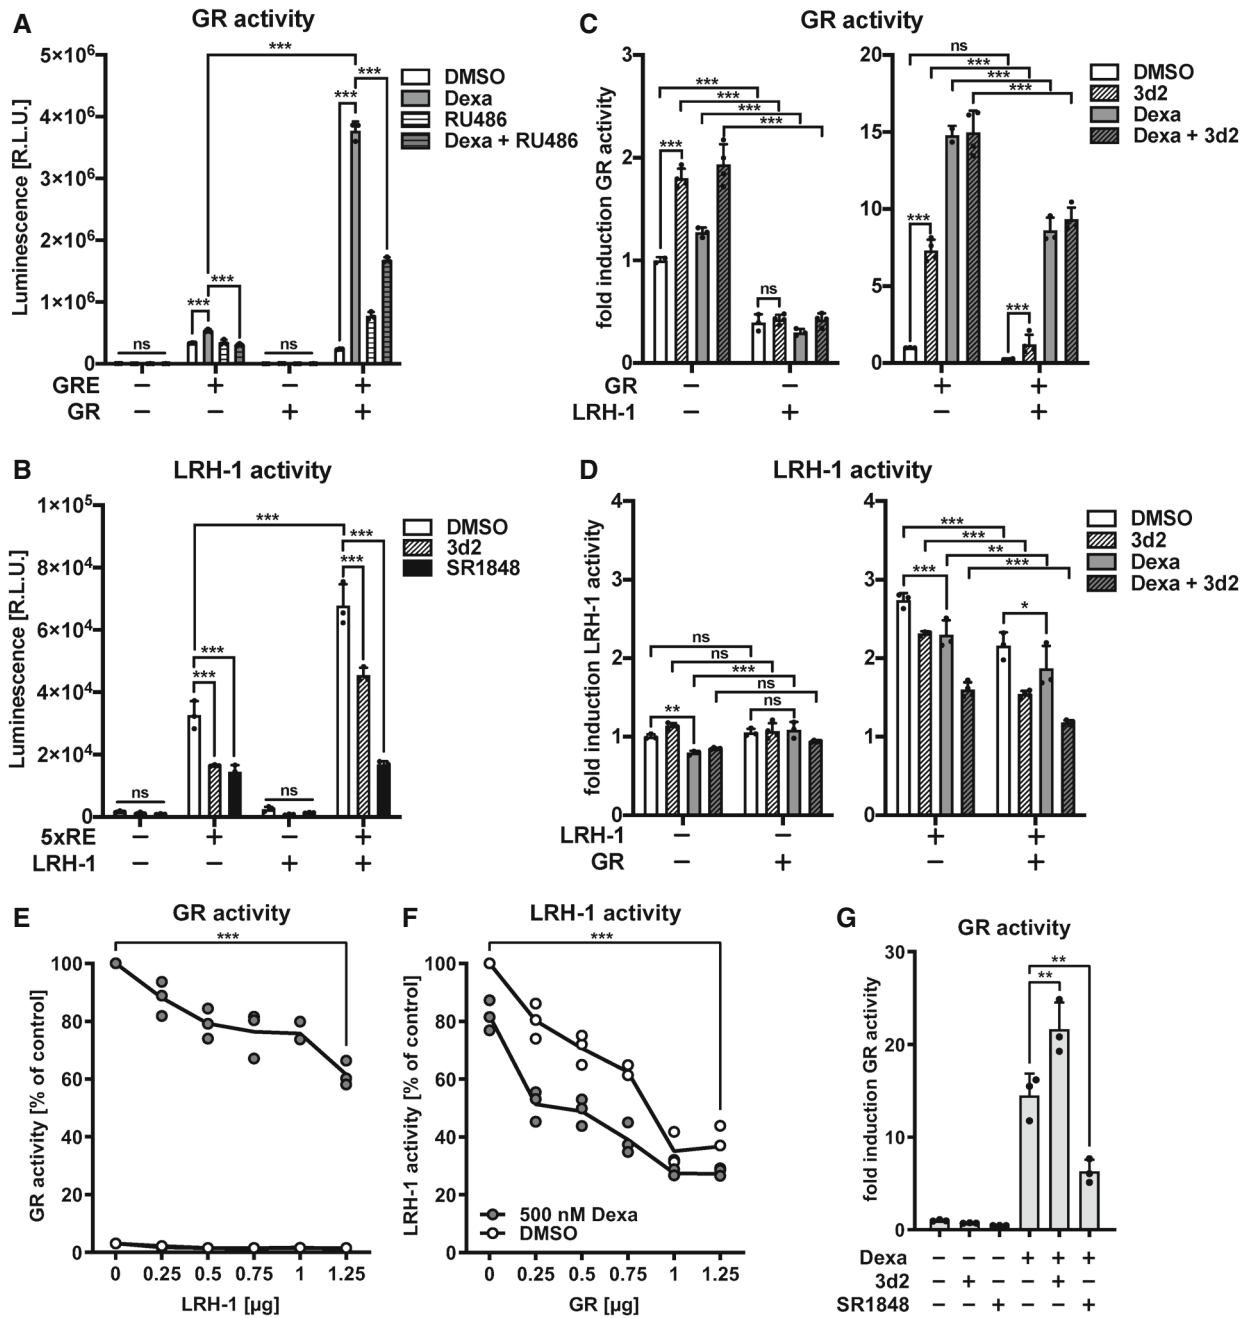 A
GR activity
5×10⁶
4×10⁶
3×10⁶
2×10⁶
1×10⁶
0
Luminescence [R.L.U.]
ns
***
***
***
***
***
ns
DMSO
Dexa
RU486
Dexa + RU486
GRE − + − +
GR − − + +
C
GR activity
3
2
1
0
fold induction GR activity
***
***
***
***
***
ns
GR − −
LRH-1 − +
20
15
10
5
0
ns
***
***
***
***
***
+ +
− +
DMSO
3d2
Dexa
Dexa + 3d2
B
LRH-1 activity
1×10⁵
8×10⁴
6×10⁴
4×10⁴
2×10⁴
0
Luminescence [R.L.U.]
ns
***
***
***
***
***
ns
DMSO
3d2
SR1848
5xRE − + − +
LRH-1 − − + +
D
LRH-1 activity
4
3
2
1
0
fold induction LRH-1 activity
ns
ns
***
ns
**
ns
LRH-1 − −
GR − +
4
3
2
1
0
***
***
**
***
***
*
+ +
− +
DMSO
3d2
Dexa
Dexa + 3d2
E
GR activity
***
100
80
60
40
20
0
GR activity [% of control]
0 0.25 0.5 0.75 1 1.25
LRH-1 [µg]
F
LRH-1 activity
***
100
80
60
40
20
0
LRH-1 activity [% of control]
500 nM Dexa
DMSO
0 0.25 0.5 0.75 1 1.25
GR [µg]
G
GR activity
30
20
10
0
fold induction GR activity
**
**
Dexa − − − + + +
3d2 − + − − + −
SR1848 − − + − − +